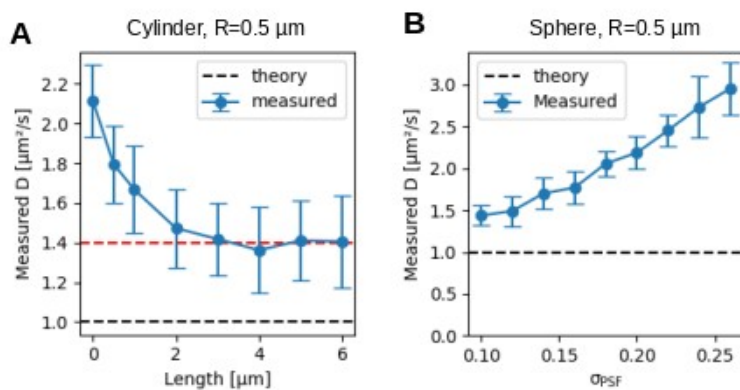 A
Cylinder, R=0.5 µm
theory
measured
Measured D [µm²/s]
2.2
2.0
1.8
1.6
1.4
1.2
1.0
0
2
4
6
Length [µm]
B
Sphere, R=0.5 µm
theory
Measured
Measured D [µm²/s]
3.0
2.5
2.0
1.5
1.0
0.5
0.0
0.10
0.15
0.20
0.25
σPSF